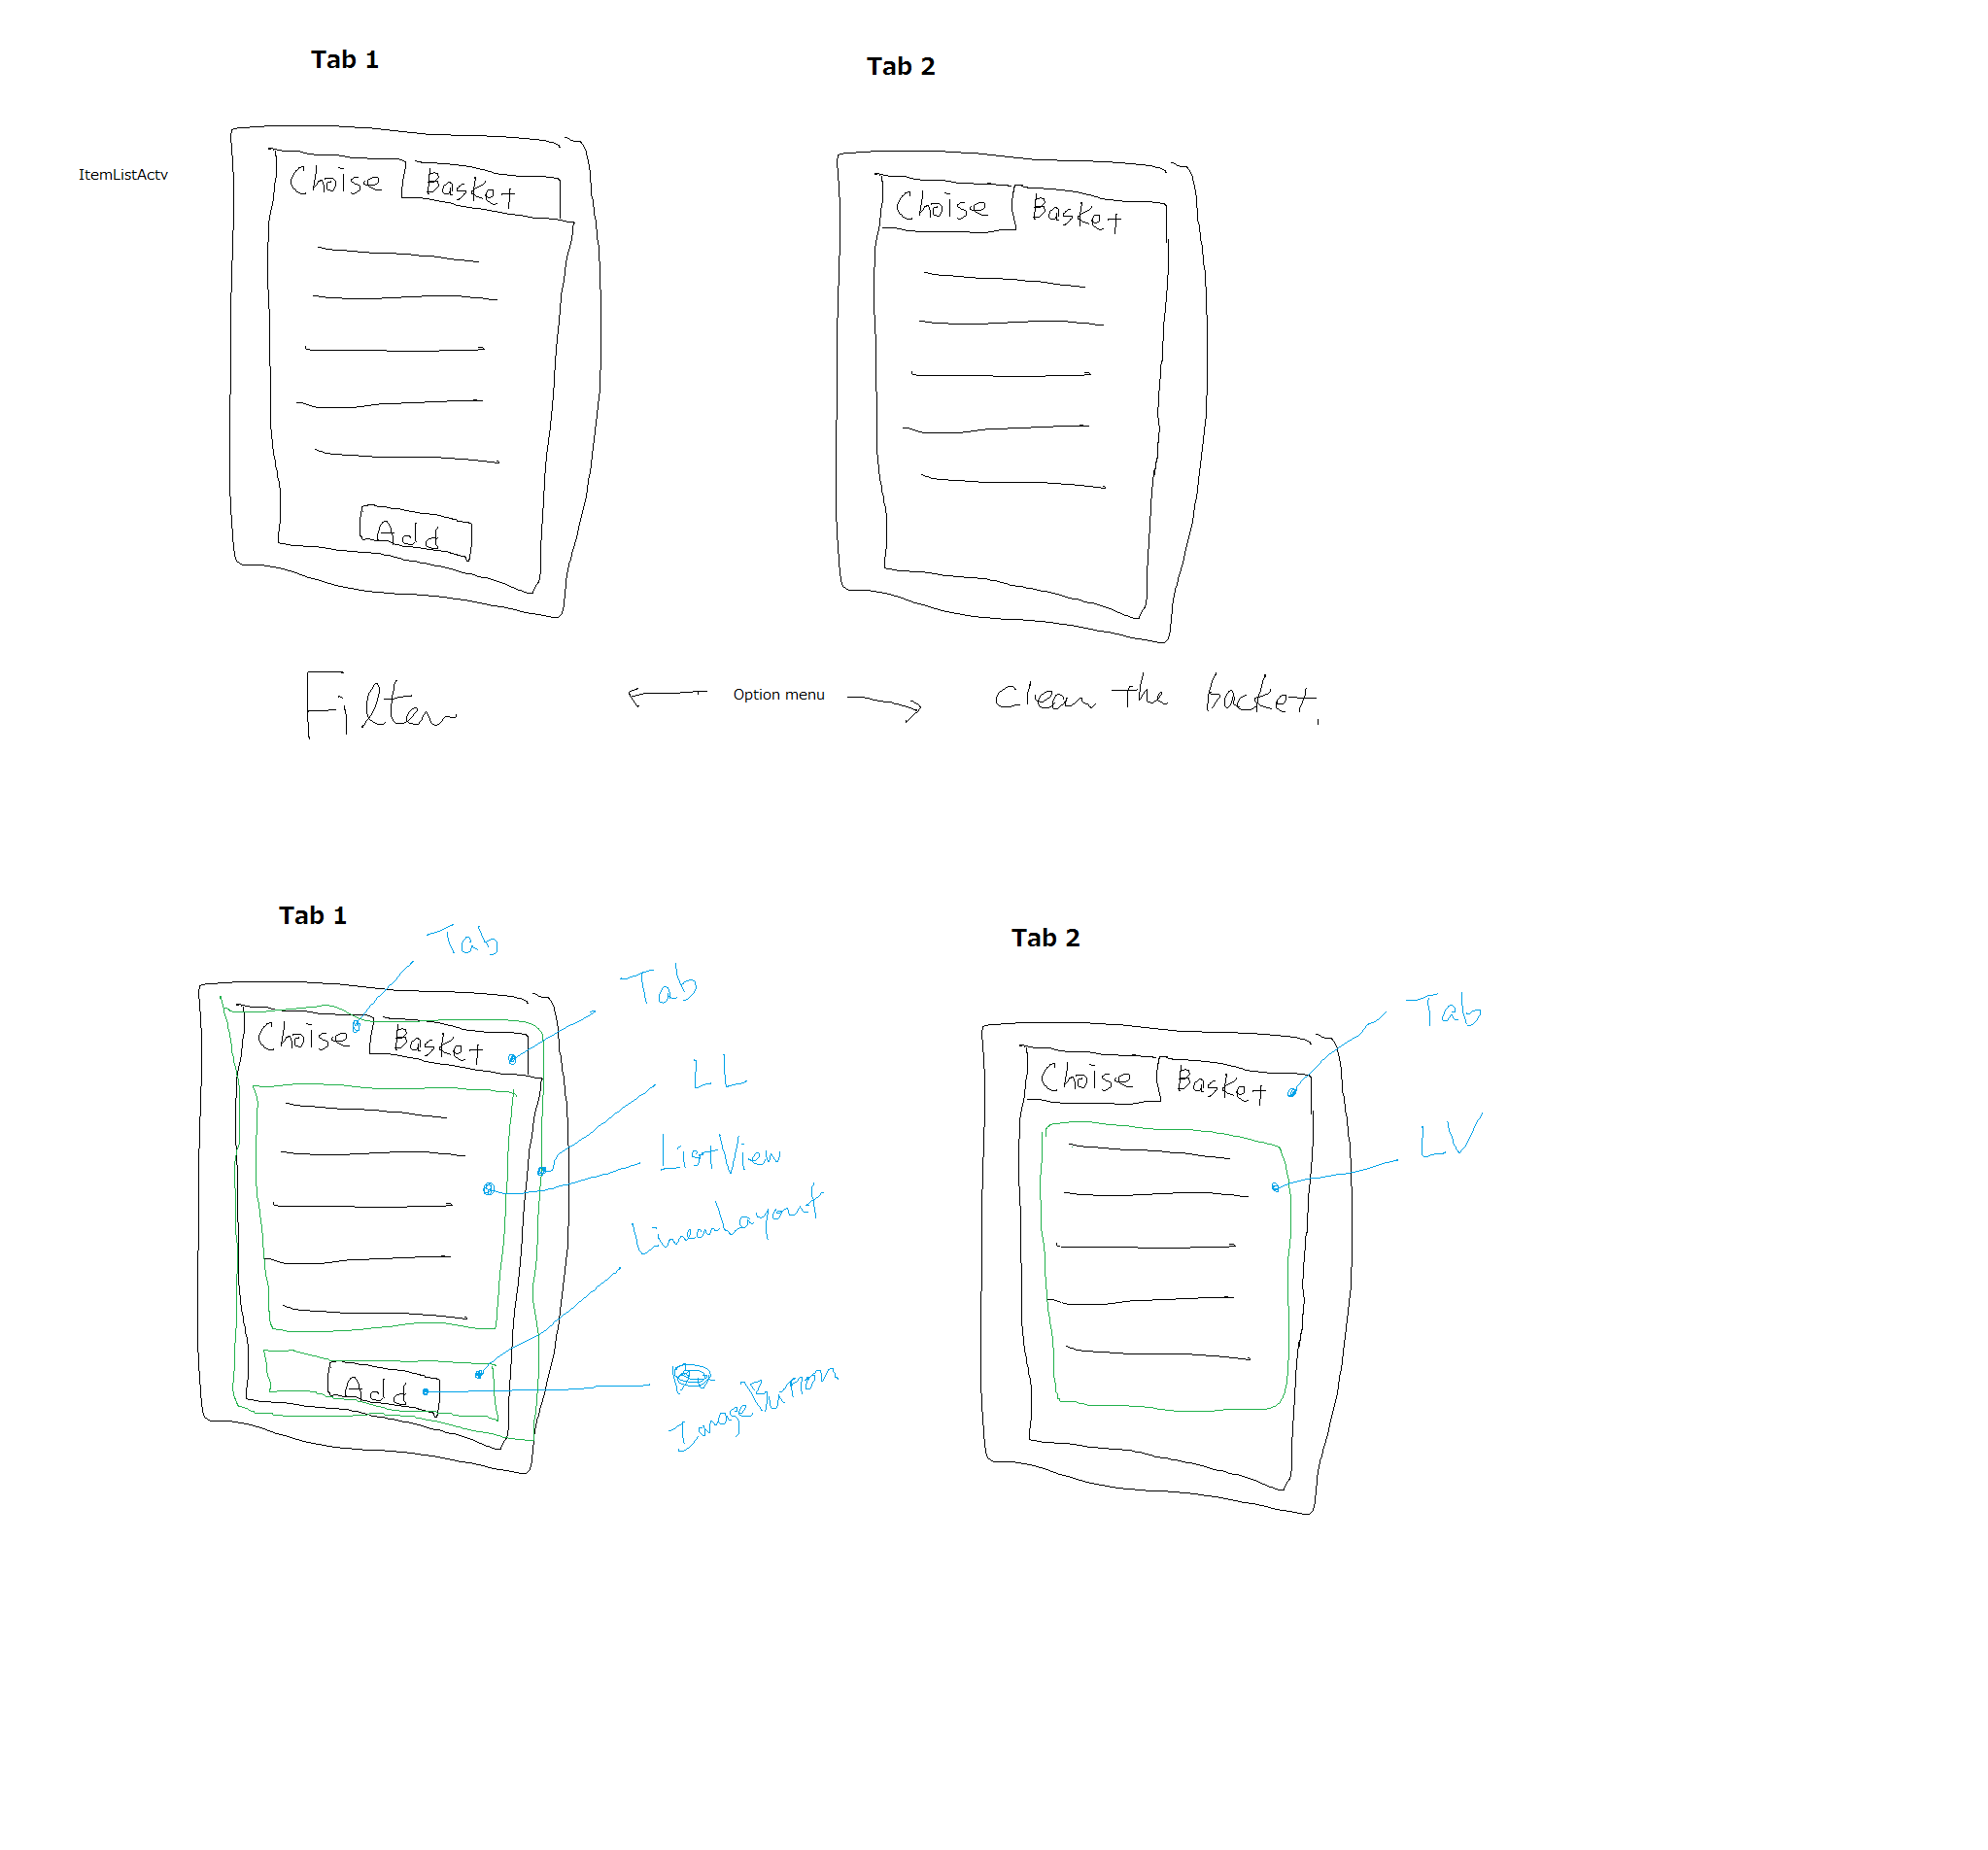 Tab 1
Tab 2
ItemListActv
Choise
Basket
Choise
Basket
Add
Filter
Option menu
Clean the backet.
Tab 1
Tab 2
Tab
Tab
Tab
Choise
Basket
Choise
Basket
LL
LV
ListView
LinearLayout
Add
ImageButton